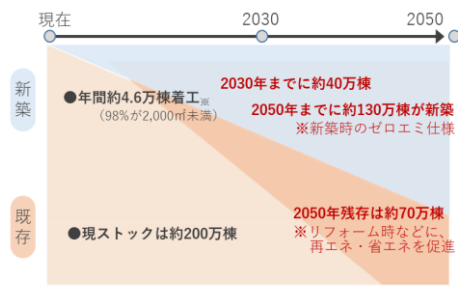 現在 2030 2050
新築
2030年までに約40万棟
●年間約4.6万棟着工※
（98%が2,000㎡未満）
2050年までに約130万棟が新築
※新築時のゼロエミ仕様
既存
2050年残存は約70万棟
●現ストックは約200万棟
※リフォーム時などに、
再エネ・省エネを促進